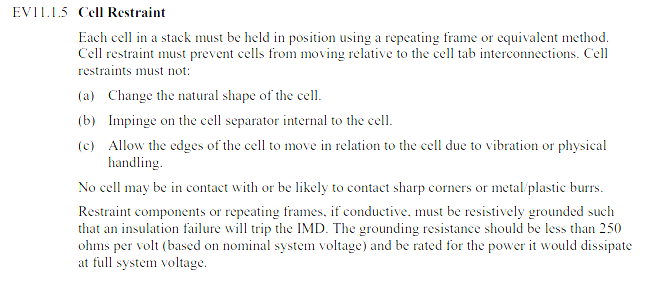 EV11.1.5 Cell Restraint
Each cell in a stack must be held in position using a repeating frame or equivalent method.
Cell restraint must prevent cells from moving relative to the cell tab interconnections. Cell
restraints must not:
(a) Change the natural shape of the cell.
(b) Impinge on the cell separator internal to the cell.
(c) Allow the edges of the cell to move in relation to the cell due to vibration or physical
handling.
No cell may be in contact with or be likely to contact sharp corners or metal/plastic burrs.
Restraint components or repeating frames, if conductive, must be resistively grounded such
that an insulation failure will trip the IMD. The grounding resistance should be less than 250
ohms per volt (based on nominal system voltage) and be rated for the power it would dissipate
at full system voltage.